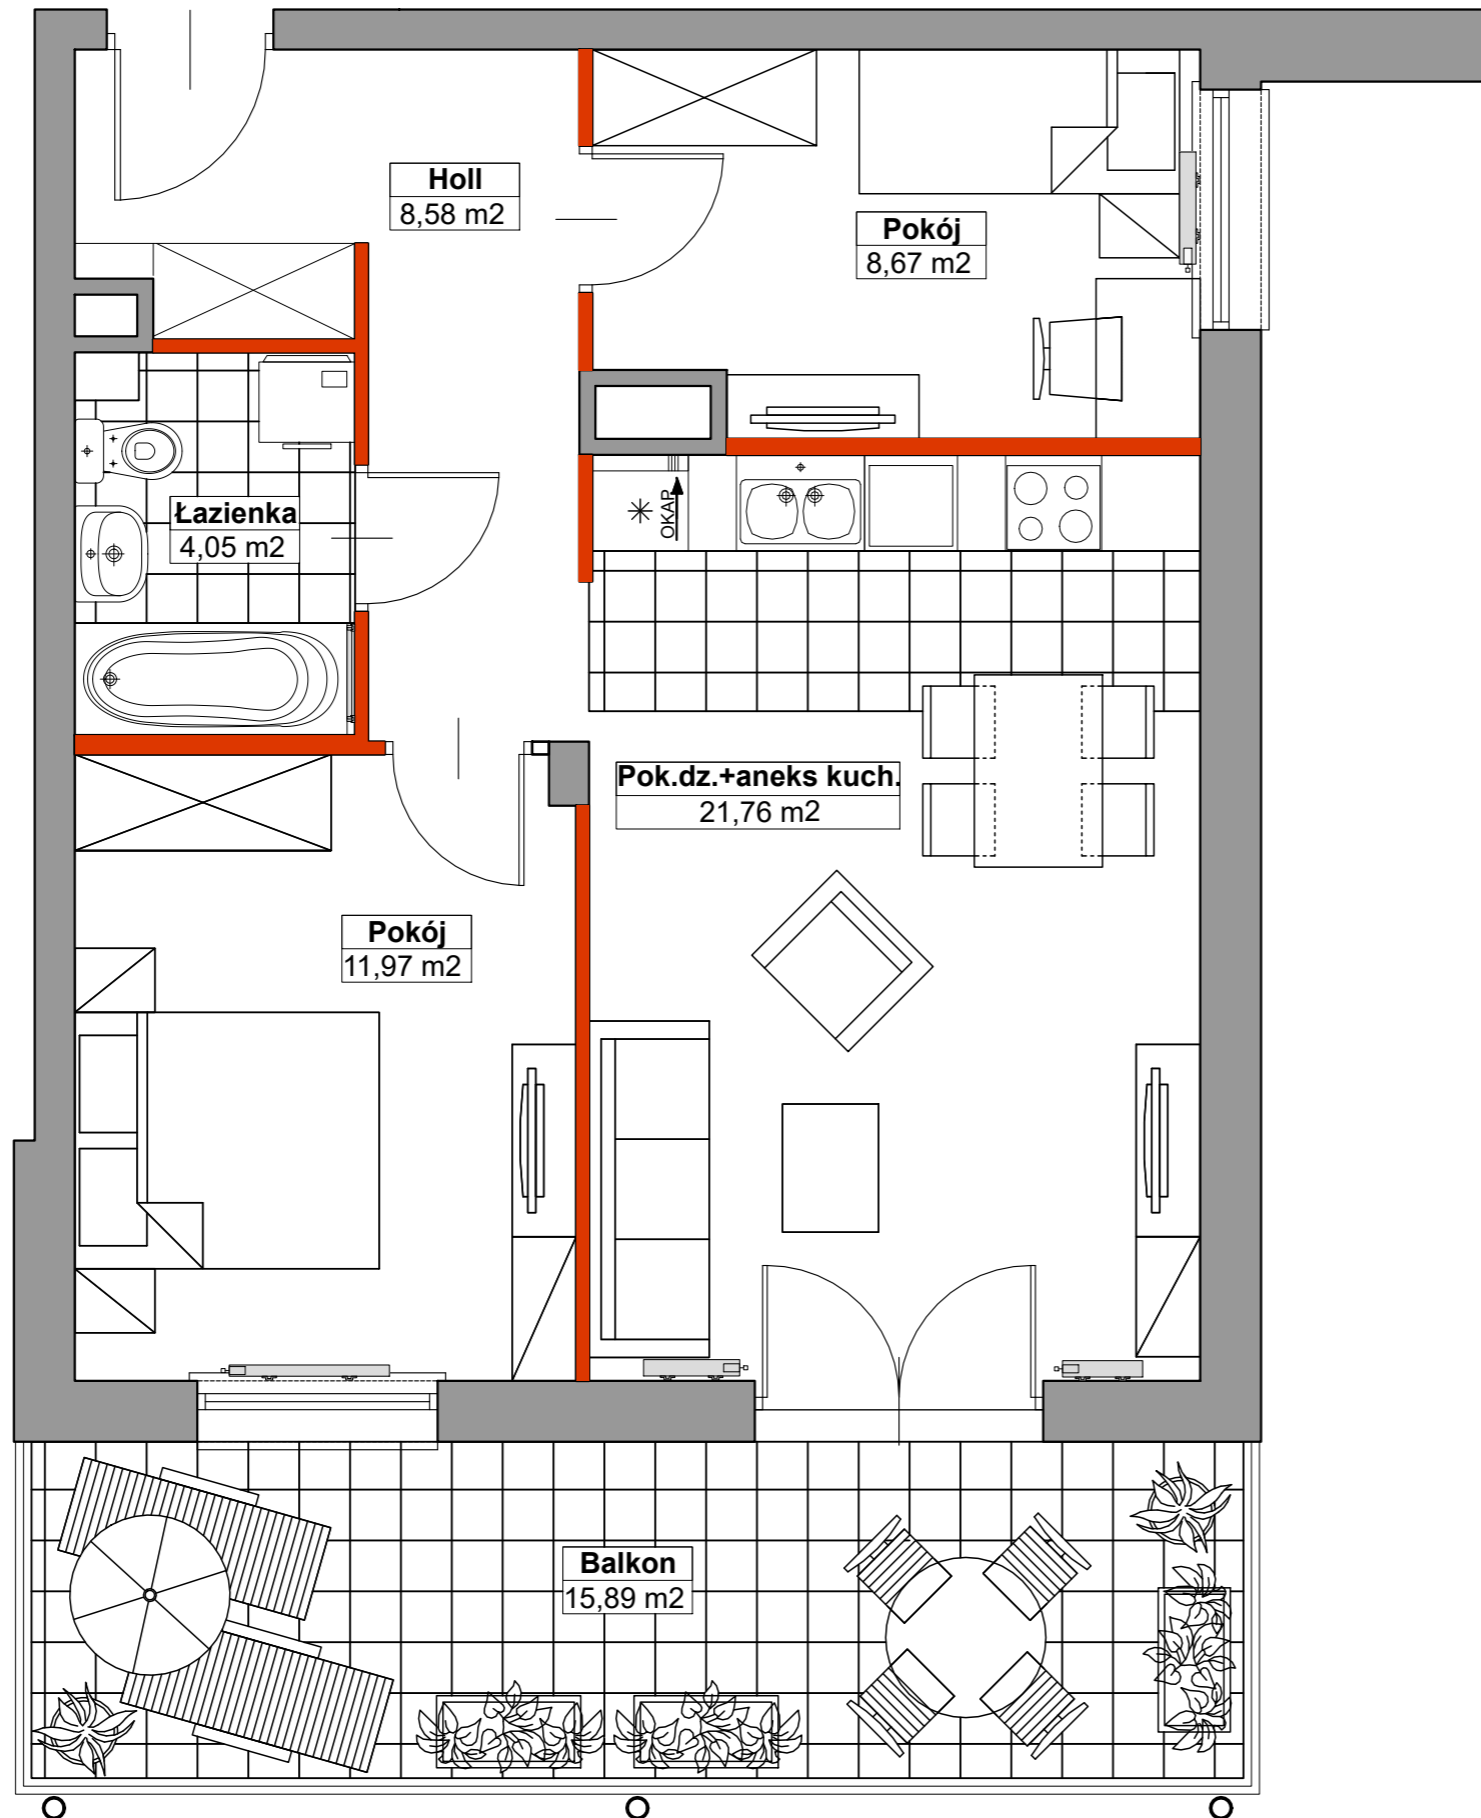 Holl
8,58 m2
Pokój
8,67 m2
Łazienka
4,05 m2
OKAP
Pok.dz.+aneks kuch.
21,76 m2
Pokój
11,97 m2
Balkon
15,89 m2